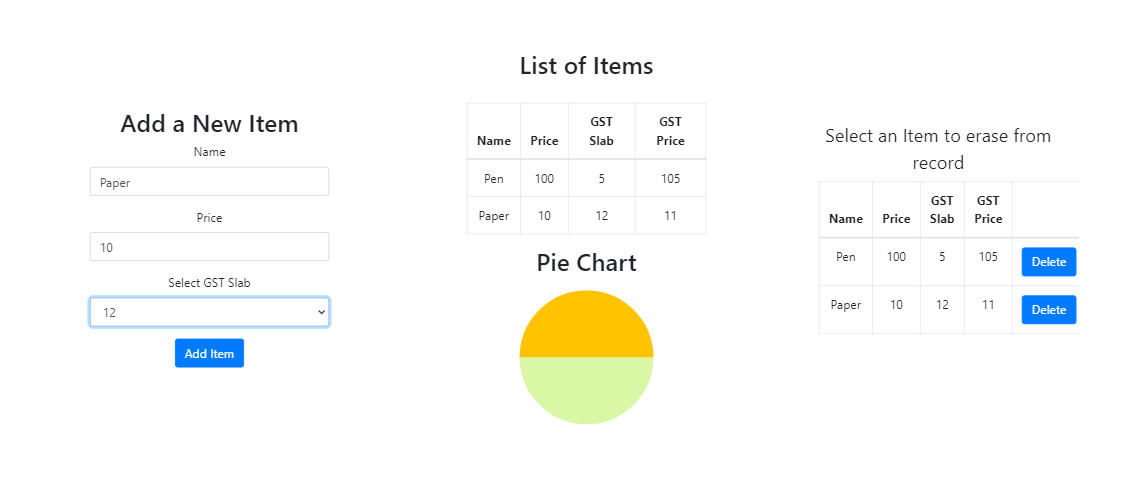 Add a New Item
Name
Paper
Price
10
Select GST Slab
12
Add Item
List of Items
Name Price GST Slab GST Price
Pen 100 5 105
Paper 10 12 11
Pie Chart
Select an Item to erase from
record
Name Price GST Slab GST Price
Pen 100 5 105 Delete
Paper 10 12 11 Delete